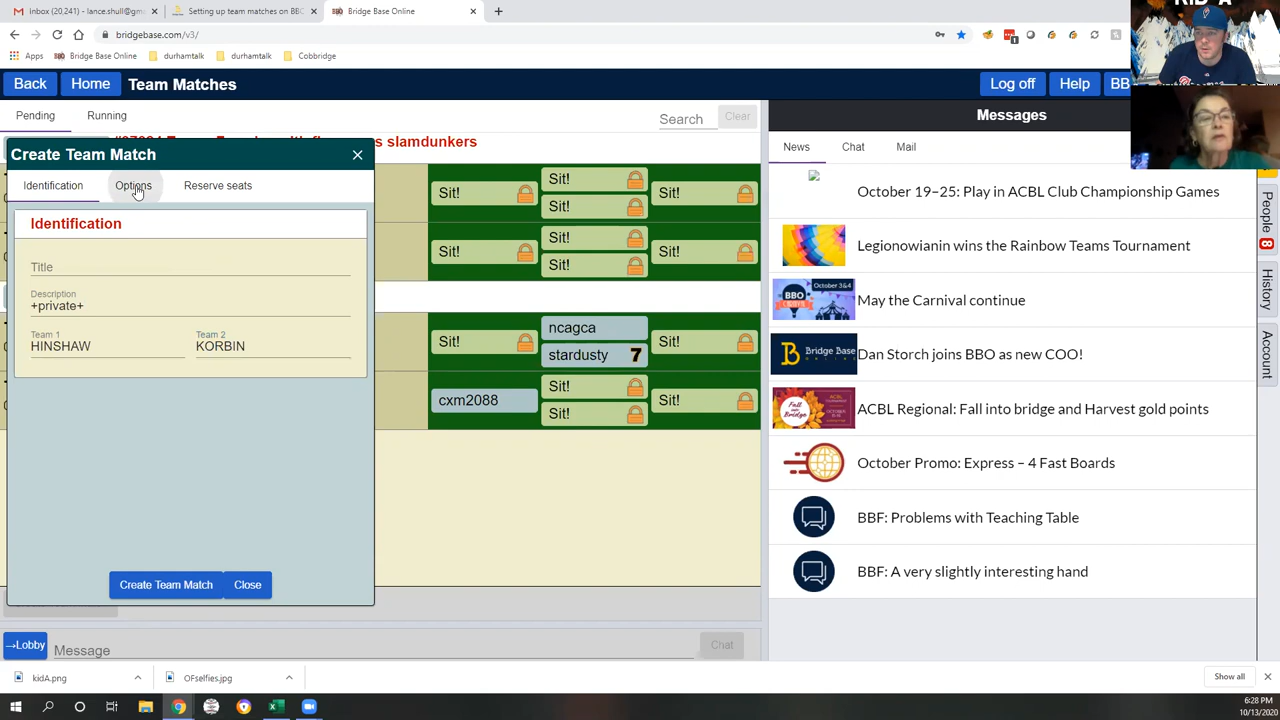 Inbox (20,241) - lance.shull@gm
Setting up team matches on BBO
Bridge Base Online
bridgebase.com/v3/
Apps
Bridge Base Online
durhamtalk
durhamtalk
Cobbridge
Back
Home
Team Matches
Log off
Help
BB
Pending
Running
Search
Clear
slamdunkers
Messages
Create Team Match
Identification
Options
Reserve seats
News
Chat
Mail
Identification
Title
Description
+private+
Team 1
HINSHAW
Team 2
KORBIN
Sit!
Sit!
Sit!
Sit!
Sit!
Sit!
Sit!
Sit!
Sit!
ncagca
stardusty 7
Sit!
cxm2088
Sit!
Sit!
Sit!
October 19–25: Play in ACBL Club Championship Games
Legionowianin wins the Rainbow Teams Tournament
May the Carnival continue
Dan Storch joins BBO as new COO!
ACBL Regional: Fall into bridge and Harvest gold points
October Promo: Express – 4 Fast Boards
BBF: Problems with Teaching Table
BBF: A very slightly interesting hand
People
8
History
Account
Create Team Match
Close
→Lobby
Message
Chat
kidA.png
OFselfies.jpg
Show all
6:28 PM
10/13/2020